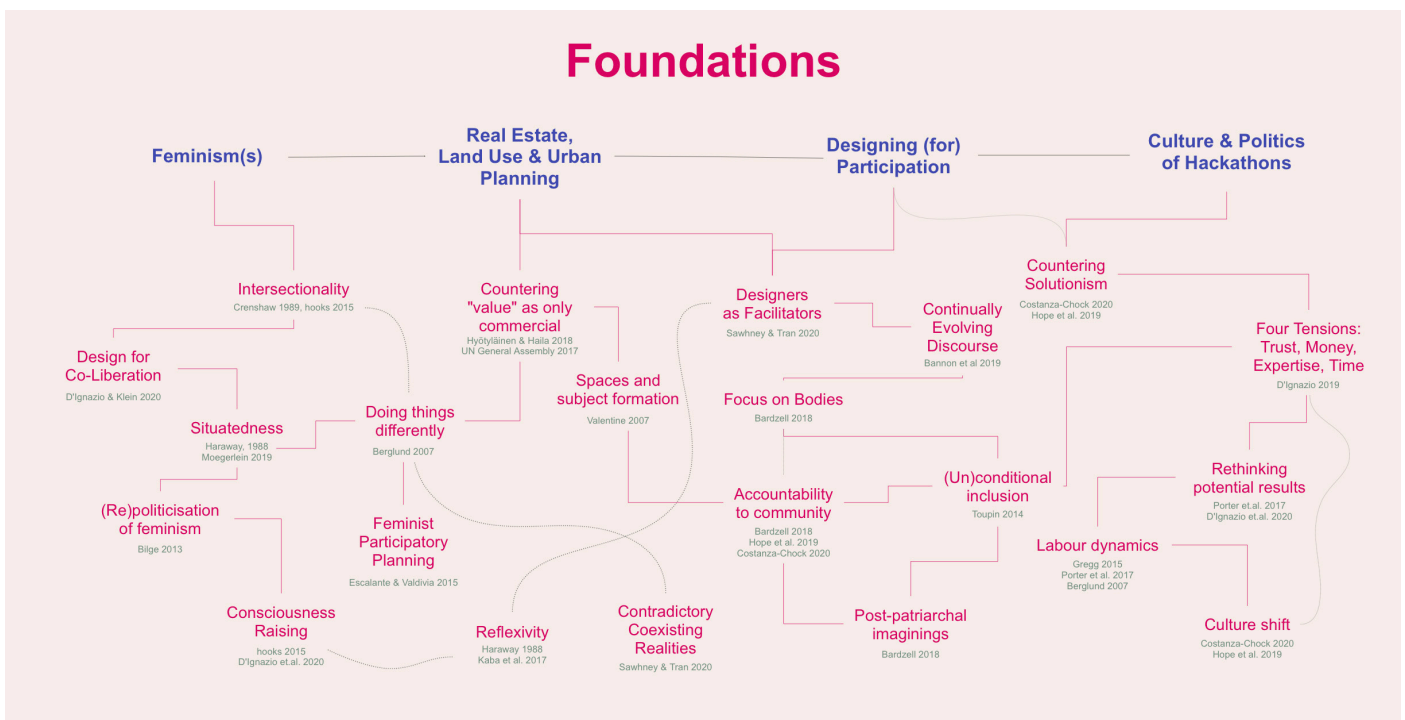 Foundations
Feminism(s)
Real Estate,
Land Use & Urban
Planning
Designing (for)
Participation
Culture & Politics
of Hackathons
Intersectionality
Crenshaw 1989, hooks 2015
Design for
Co-Liberation
D'Ignazio & Klein 2020
Situatedness
Haraway, 1988
Moegerlein 2019
(Re)politicisation
of feminism
Bilge 2013
Consciousness
Raising
hooks 2015
D'Ignazio et.al. 2020
Countering
"value" as only
commercial
Hyötyläinen & Haila 2018
UN General Assembly 2017
Spaces and
subject formation
Valentine 2007
Doing things
differently
Berglund 2007
Feminist
Participatory
Planning
Escalante & Valdivia 2015
Reflexivity
Haraway 1988
Kaba et al. 2017
Contradictory
Coexisting
Realities
Sawhney & Tran 2020
Designers
as Facilitators
Sawhney & Tran 2020
Continually
Evolving
Discourse
Bannon et al 2019
Focus on Bodies
Bardzell 2018
Accountability
to community
Bardzell 2018
Hope et al. 2019
Costanza-Chock 2020
(Un)conditional
inclusion
Toupin 2014
Post-patriarchal
imaginings
Bardzell 2018
Countering
Solutionism
Costanza-Chock 2020
Hope et al. 2019
Four Tensions:
Trust, Money,
Expertise, Time
D'Ignazio 2019
Rethinking
potential results
Porter et.al. 2017
D'Ignazio et.al. 2020
Labour dynamics
Gregg 2015
Porter et al. 2017
Berglund 2007
Culture shift
Costanza-Chock 2020
Hope et al. 2019